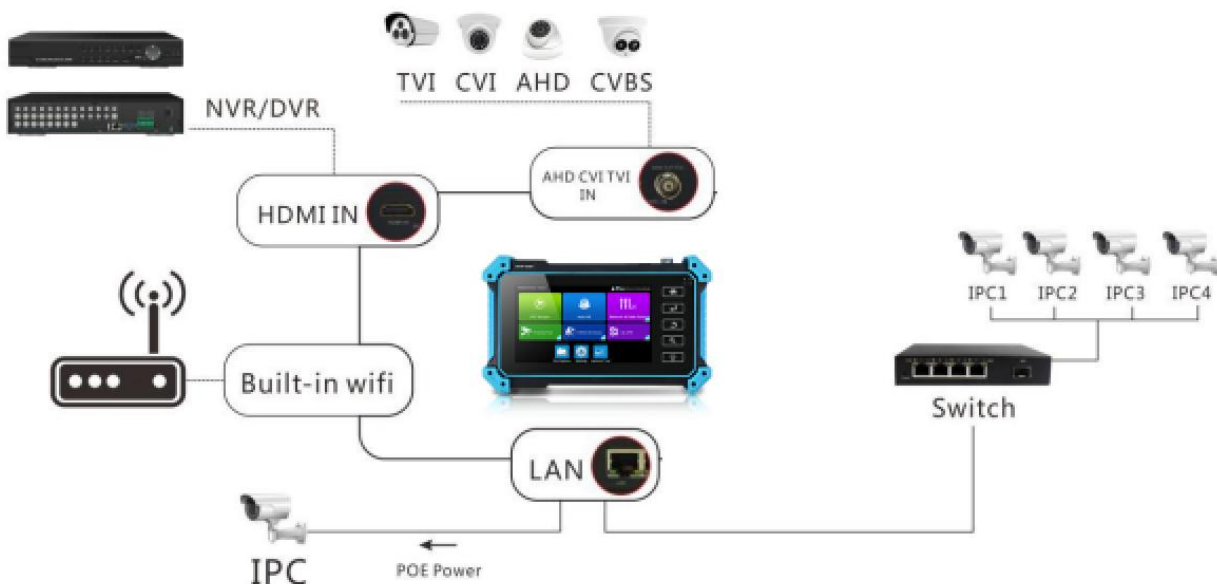 TVI CVI AHD CVBS
NVR/DVR
AHD CVI TVI
IN
HDMI IN
IPC1 IPC2 IPC3 IPC4
Built-in wifi
Switch
LAN
IPC
POE Power